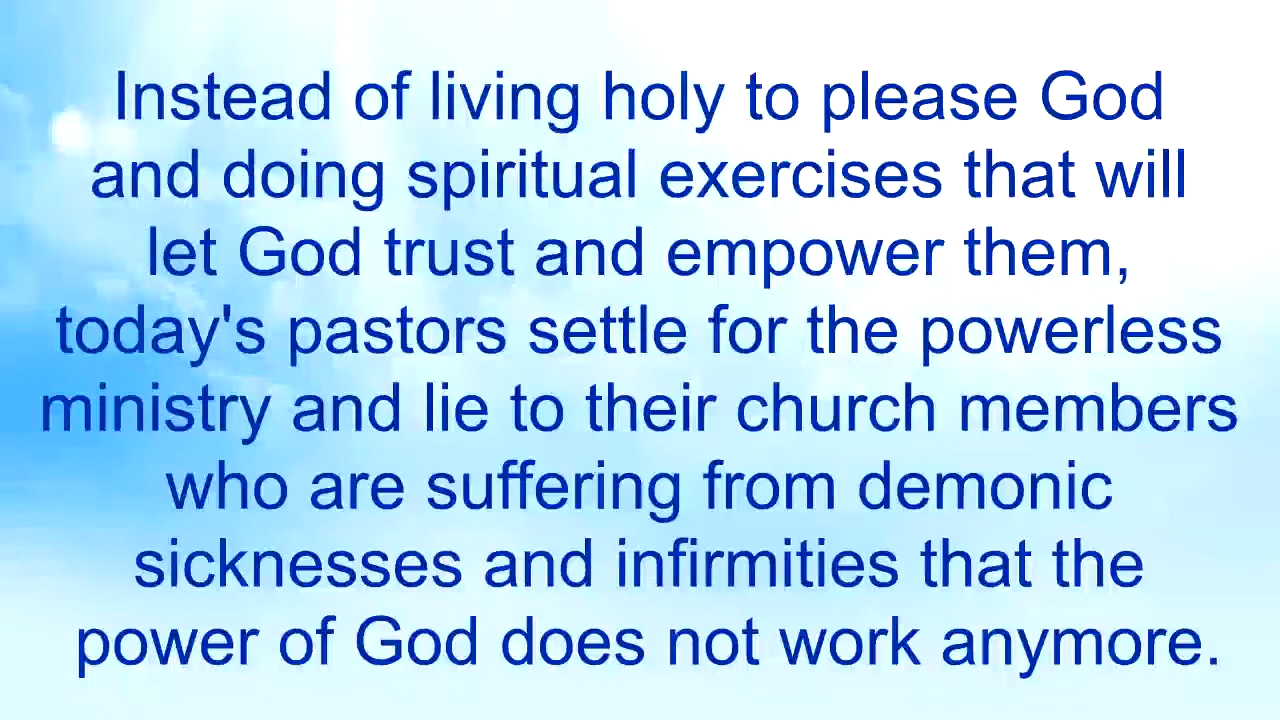 Instead of living holy to please God
and doing spiritual exercises that will
let God trust and empower them,
today's pastors settle for the powerless
ministry and lie to their church members
who are suffering from demonic
sicknesses and infirmities that the
power of God does not work anymore.